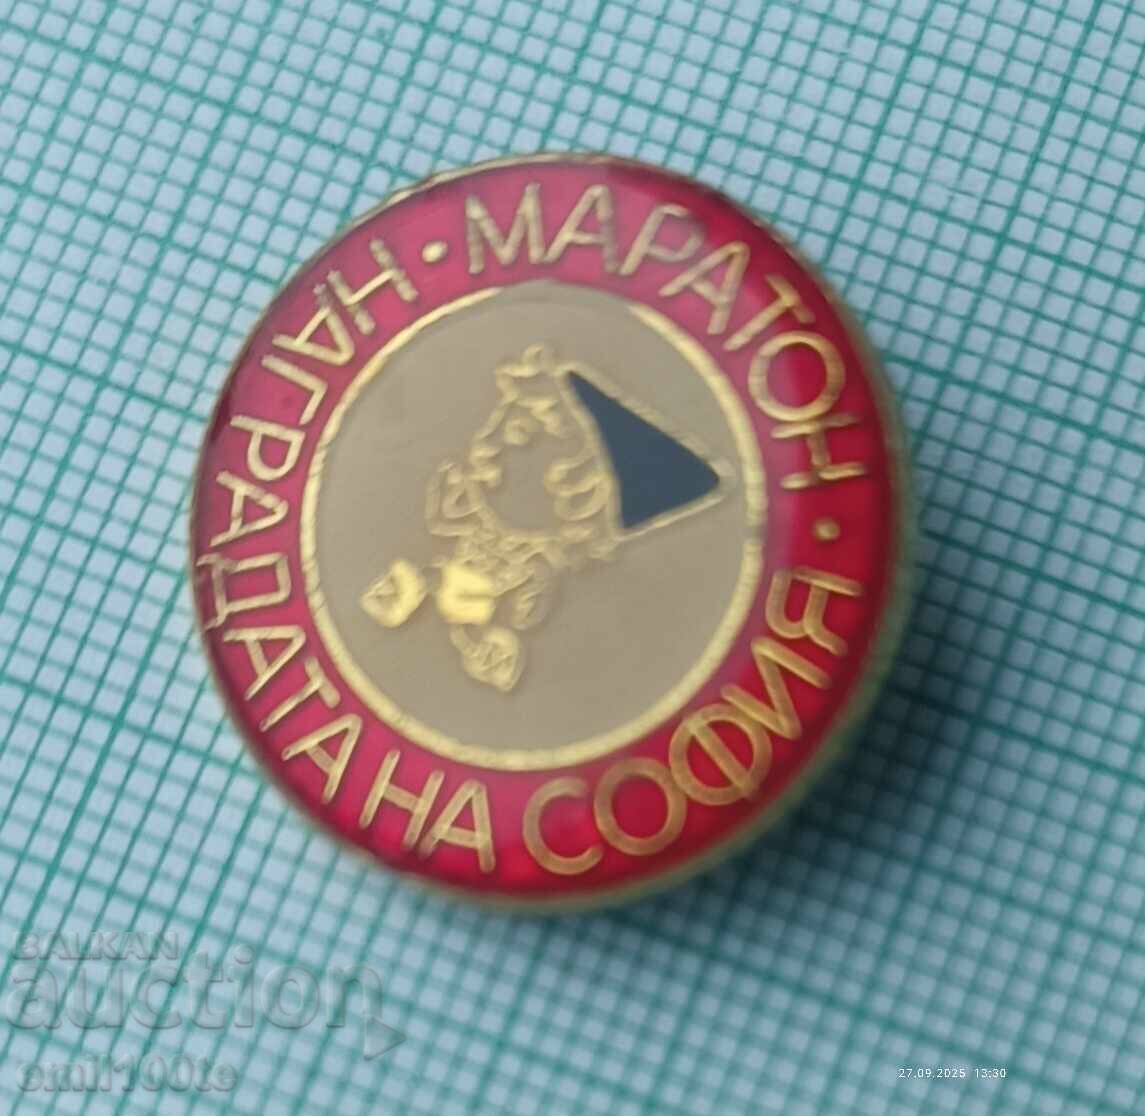 · МАРАТОН · НАГРАДАТА НА СОФИЯ
BALKAN
auction
emil100te
27.09.2025 13:30